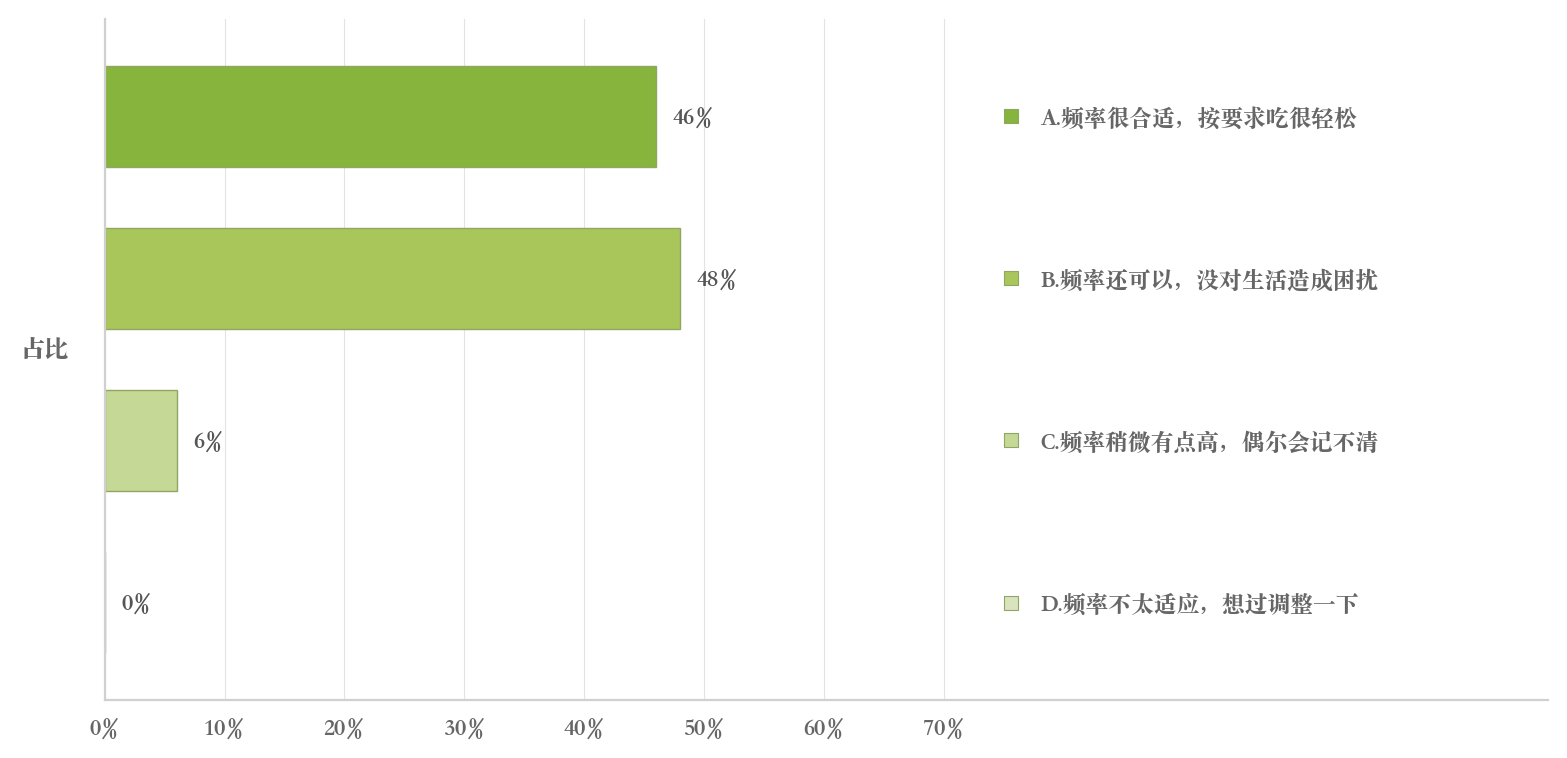 46%
A.频率很合适，按要求吃很轻松
48%
B.频率还可以，没对生活造成困扰
占比
6%
C.频率稍微有点高，偶尔会记不清
0%
D.频率不太适应，想过调整一下
0% 10% 20% 30% 40% 50% 60% 70%